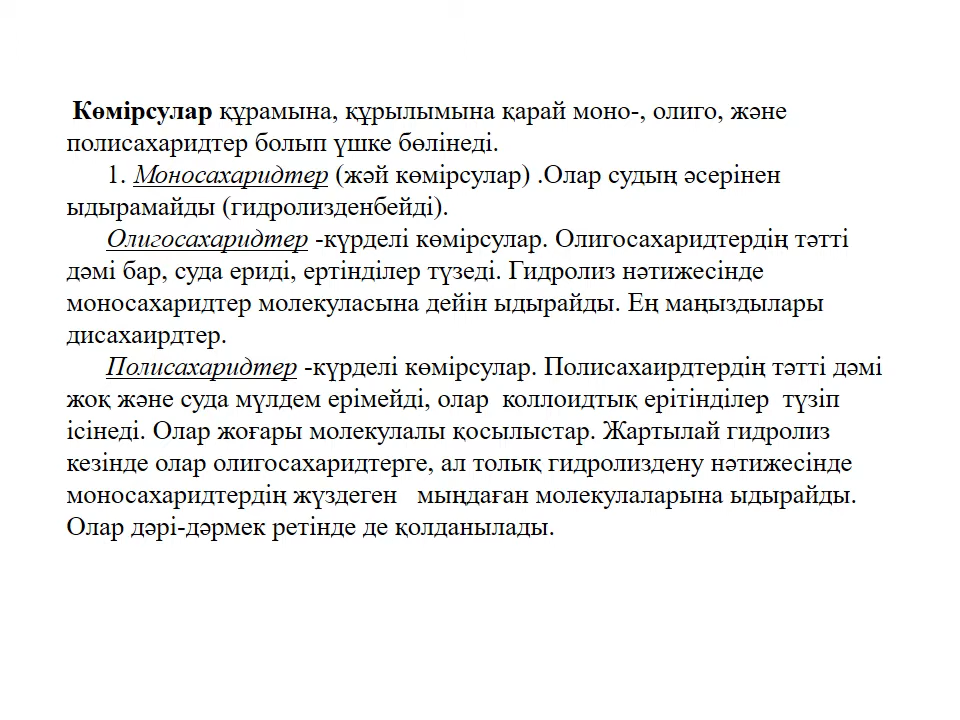 Көмірсулар құрамына, құрылымына қарай моно-, олиго, және
полисахаридтер болып үшке бөлінеді.
1. Моносахаридтер (жәй көмірсулар) .Олар судың әсерінен
ыдырамайды (гидролизденбейді).
Олигосахаридтер -күрделі көмірсулар. Олигосахаридтердің тәтті
дәмі бар, суда ериді, ертінділер түзеді. Гидролиз нәтижесінде
моносахаридтер молекуласына дейін ыдырайды. Ең маңыздылары
дисахаирдтер.
Полисахаридтер -күрделі көмірсулар. Полисахаирдтердің тәтті дәмі
жоқ және суда мүлдем ерімейді, олар  коллоидтық ерітінділер  түзіп
ісінеді. Олар жоғары молекулалы қосылыстар. Жартылай гидролиз
кезінде олар олигосахаридтерге, ал толық гидролиздену нәтижесінде
моносахаридтердің жүздеген   мыңдаған молекулаларына ыдырайды.
Олар дәрі-дәрмек ретінде де қолданылады.